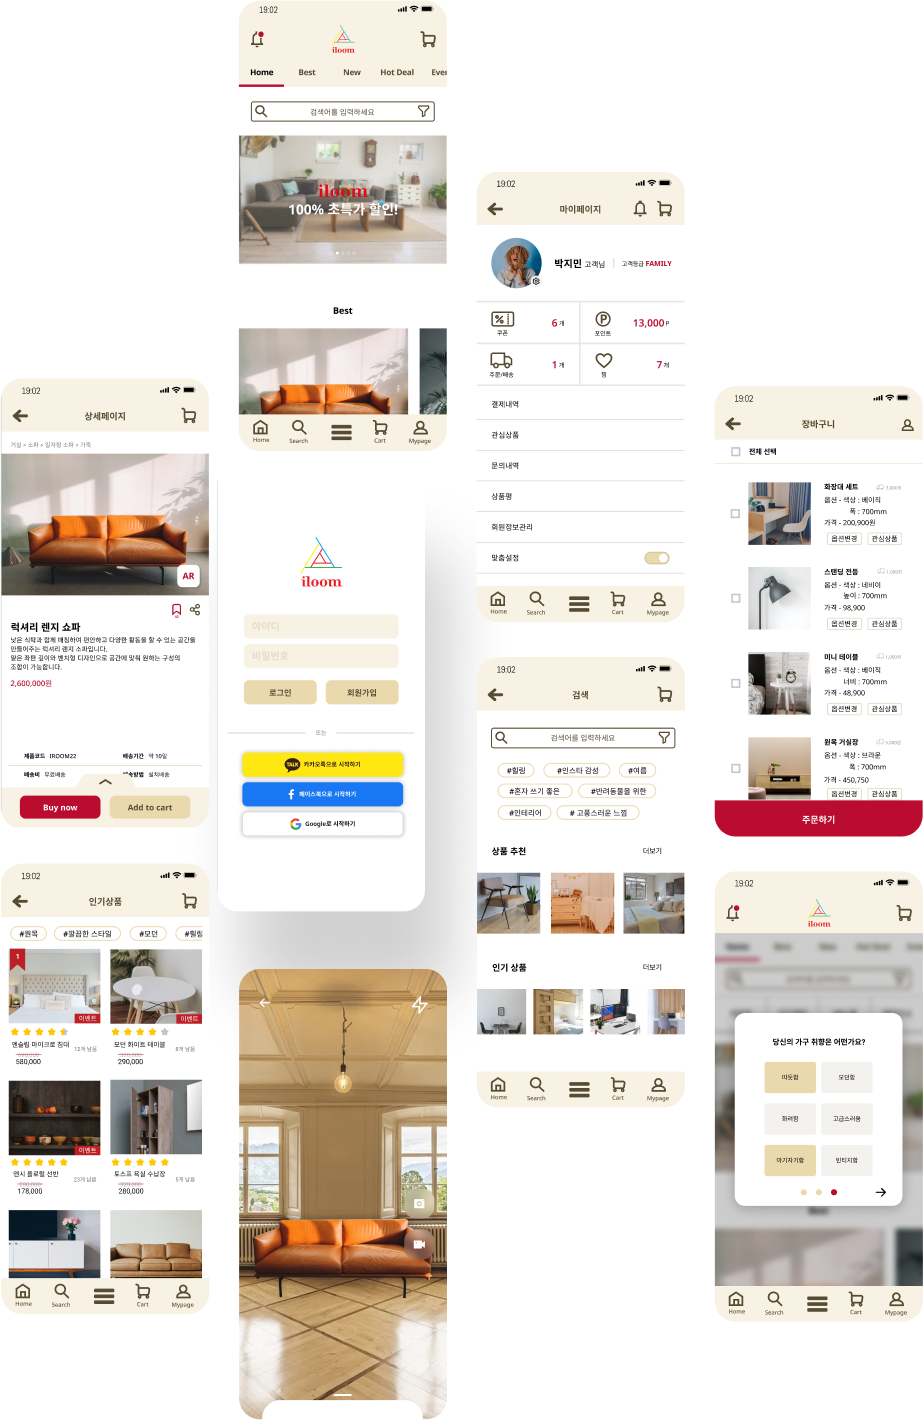 19:02
iloom
Home Best New Hot Deal Ever
검색어를 입력하세요
iloom
100% 초특가 할인!
Best
Home Search Cart Mypage
19:02
마이페이지
박지민 고객님
고객등급 FAMILY
쿠폰 6 개
포인트 13,000 P
주문/배송 1 개
찜 7 개
결제내역
관심상품
문의내역
상품평
회원정보관리
맞춤설정
Home Search Cart Mypage
19:02
상세페이지
거실 > 소파 > 일자형 소파 > 가죽
AR
럭셔리 렌지 쇼파
낮은 식탁과 함께 매칭하여 편안하고 다양한 활동을 할 수 있는 공간을
만들어주는 럭셔리 렌지 소파입니다.
얕은 좌판 깊이와 벤치형 디자인으로 공간에 맞춰 원하는 구성의
조합이 가능합니다.
2,600,000원
제품코드 IROOM22
배송기간 약 10일
배송비 무료배송
배송방법 설치배송
Buy now
Add to cart
iloom
아이디
비밀번호
로그인
회원가입
또는
TALK 카카오톡으로 시작하기
페이스북으로 시작하기
Google로 시작하기
19:02
장바구니
전체 선택
화장대 세트
옵션 - 색상 : 베이직
폭 : 700mm
가격 - 200,900원
옵션변경 관심상품
스탠딩 전등
옵션 - 색상 : 네비이
높이 : 700mm
가격 - 98,900
옵션변경 관심상품
미니 테이블
옵션 - 색상 : 베이직
너비 : 700mm
가격 - 48,900
옵션변경 관심상품
원목 거실장
옵션 - 색상 : 브라운
폭 : 700mm
가격 - 450,750
옵션변경 관심상품
주문하기
19:02
검색
검색어를 입력하세요
#힐링 #인스타 감성 #여름
#혼자 쓰기 좋은 #반려동물을 위한
#인테리어 # 고풍스러운 느낌
상품 추천 더보기
인기 상품 더보기
Home Search Cart Mypage
19:02
인기상품
#원목 #깔끔한 스타일 #모던 #힐링
1
이벤트
이벤트
맨슬림 마이크로 침대
12개 남음
580,000
모던 화이트 테이블
8개 남음
290,000
이벤트
앤시 플로럴 선반
23개 남음
178,000
토스프 욕실 수납장
5개 남음
280,000
Home Search Cart Mypage
19:02
iloom
당신의 가구 취향은 어떤가요?
따듯함 모던함
화려함 고급스러움
아기자기함 빈티지함
Home Search Cart Mypage